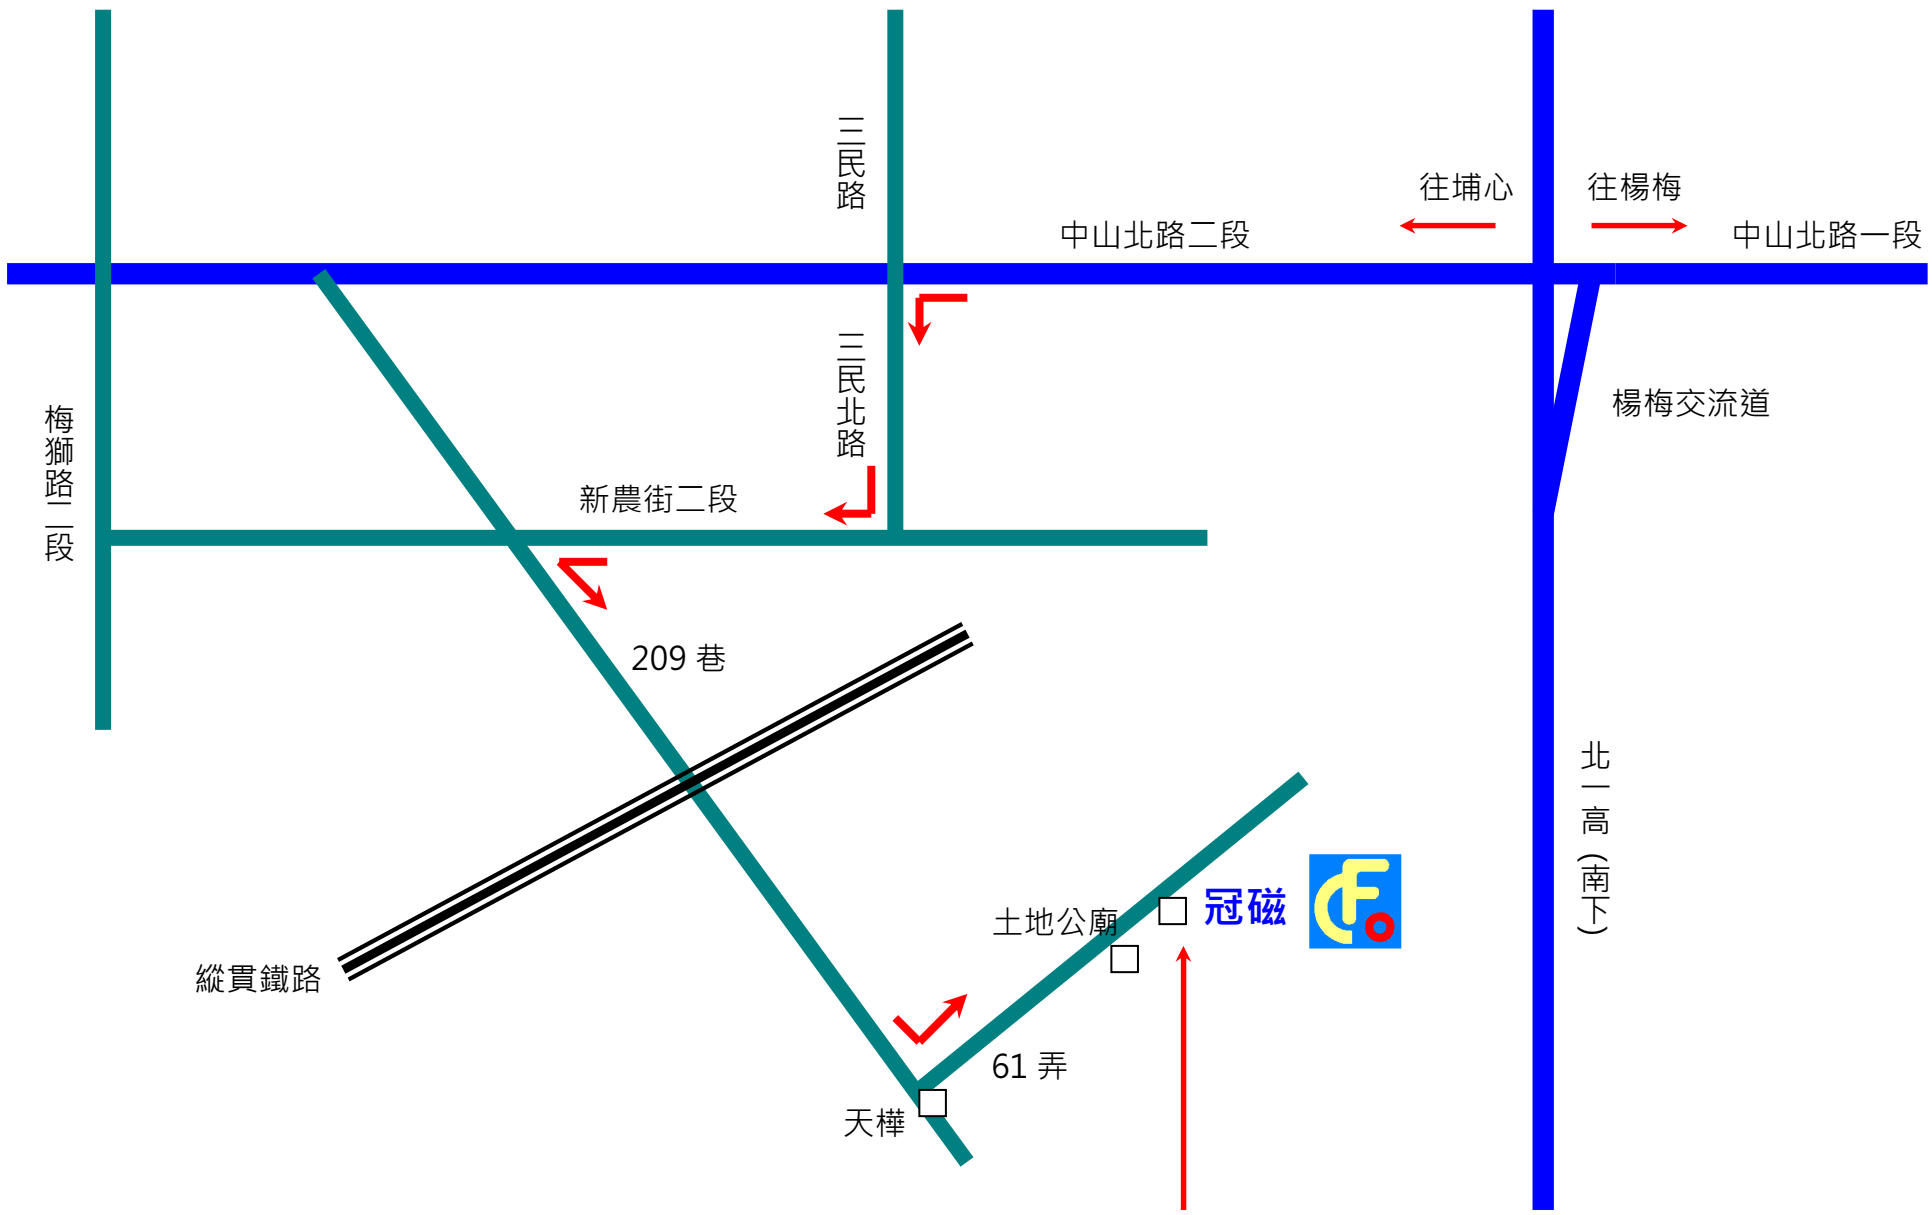 三民路
往埔心
往楊梅
中山北路二段
中山北路一段
三民北路
楊梅交流道
梅獅路二段
新農街二段
209 巷
北一高(南下)
土地公廟
冠磁
縱貫鐵路
61 弄
天樺